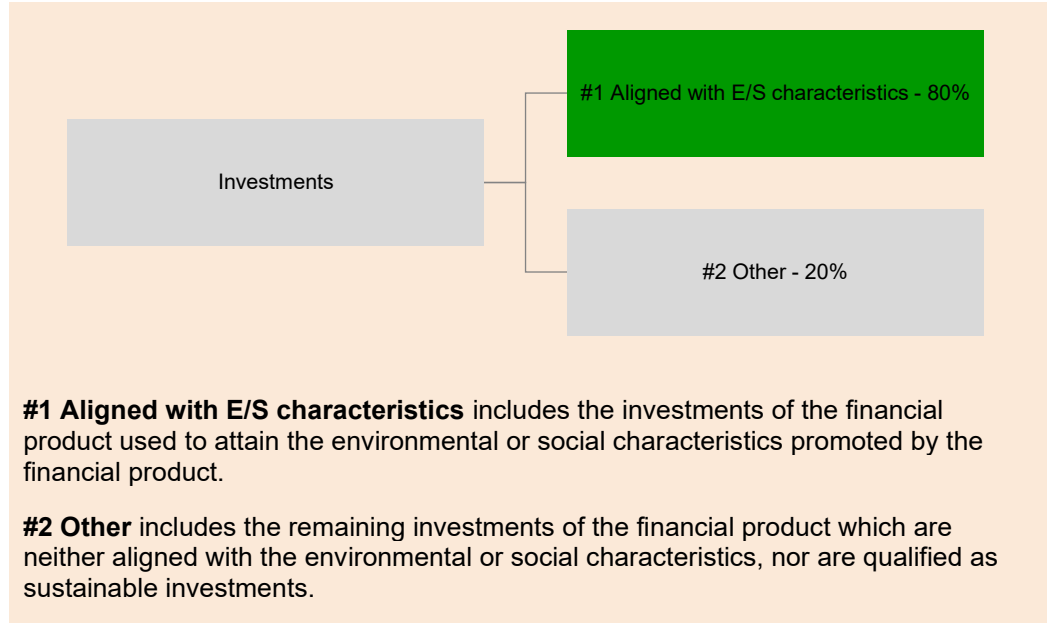 #1 Aligned with E/S characteristics - 80%
Investments
#2 Other - 20%
#1 Aligned with E/S characteristics includes the investments of the financial
product used to attain the environmental or social characteristics promoted by the
financial product.
#2 Other includes the remaining investments of the financial product which are
neither aligned with the environmental or social characteristics, nor are qualified as
sustainable investments.